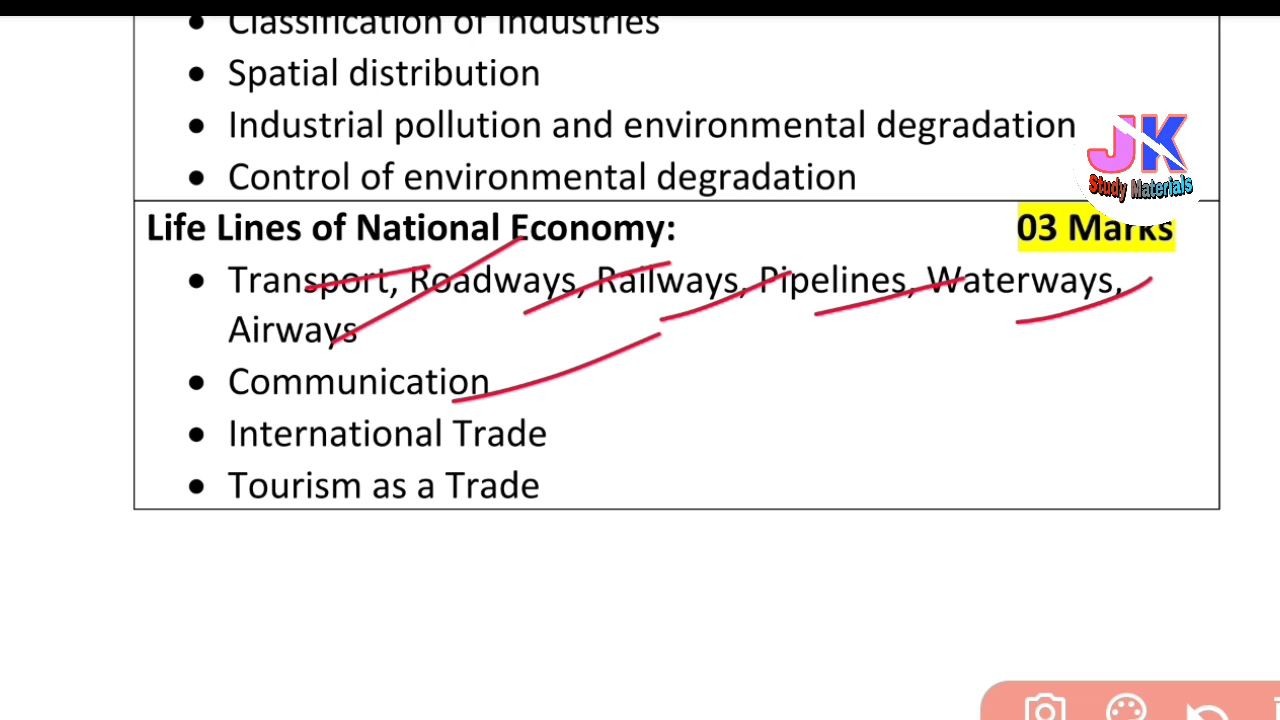 • Classification of Industries
• Spatial distribution
• Industrial pollution and environmental degradation
• Control of environmental degradation
JK
Study Materials
Life Lines of National Economy: 03 Marks
• Transport, Roadways, Railways, Pipelines, Waterways,
Airways
• Communication
• International Trade
• Tourism as a Trade